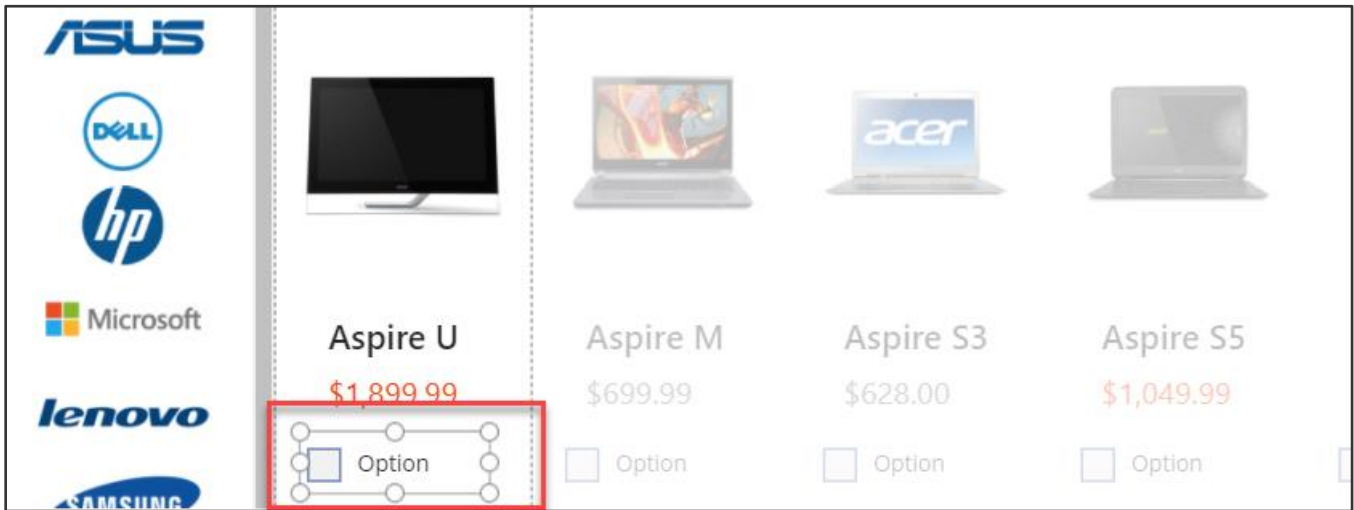 ASUS
DELL
hp
Microsoft
lenovo
SAMSUNG
acer
Aspire U
Aspire M
Aspire S3
Aspire S5
$1,899.99
$699.99
$628.00
$1,049.99
Option
Option
Option
Option